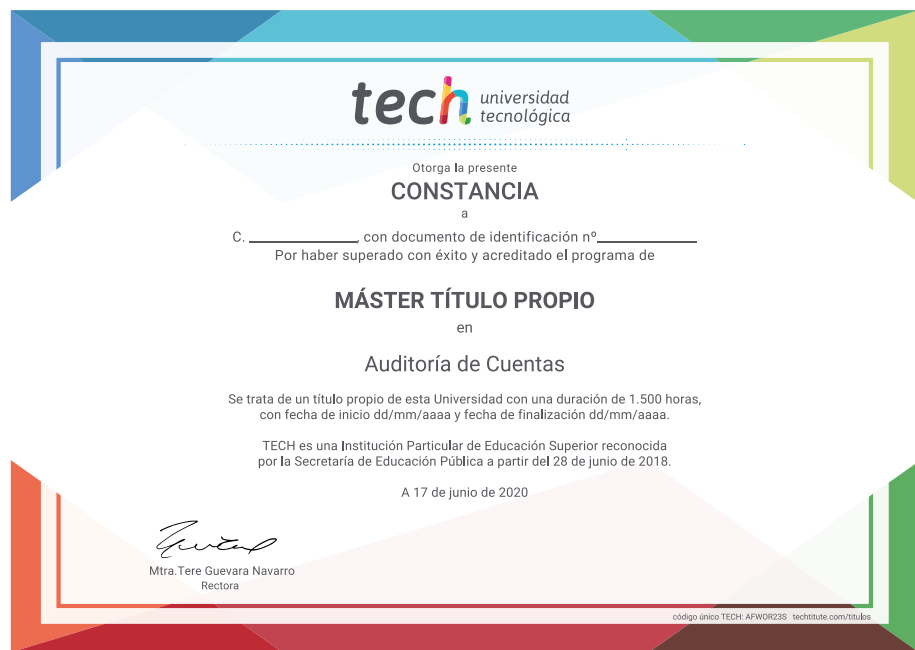 tech universidad
tecnológica
Otorga la presente
CONSTANCIA
a
C. ____________, con documento de identificación nº___________
Por haber superado con éxito y acreditado el programa de
MÁSTER TÍTULO PROPIO
en
Auditoría de Cuentas
Se trata de un título propio de esta Universidad con una duración de 1.500 horas,
con fecha de inicio dd/mm/aaaa y fecha de finalización dd/mm/aaaa.
TECH es una Institución Particular de Educación Superior reconocida
por la Secretaría de Educación Pública a partir del 28 de junio de 2018.
A 17 de junio de 2020
Mtra.Tere Guevara Navarro
Rectora
código único TECH: AFWOR23S techtitute.com/titulos